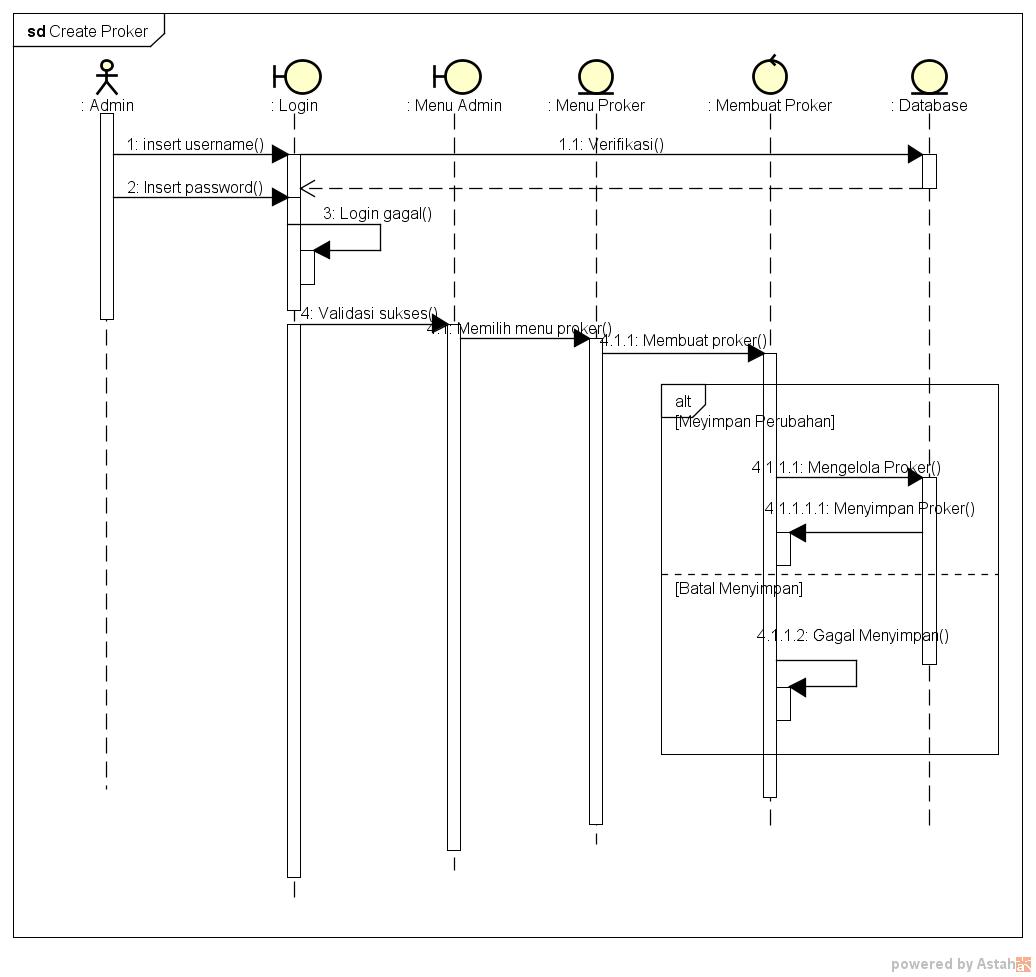 sd Create Proker
: Admin
: Login
: Menu Admin
: Menu Proker
: Membuat Proker
: Database
1: insert username()
1.1: Verifikasi()
2: Insert password()
3: Login gagal()
4: Validasi sukses()
4.1: Memilih menu proker()
4.1.1: Membuat proker()
alt
[Meyimpan Perubahan]
4.1.1.1: Mengelola Proker()
4.1.1.1.1: Menyimpan Proker()
[Batal Menyimpan]
4.1.1.2: Gagal Menyimpan()
powered by Astah